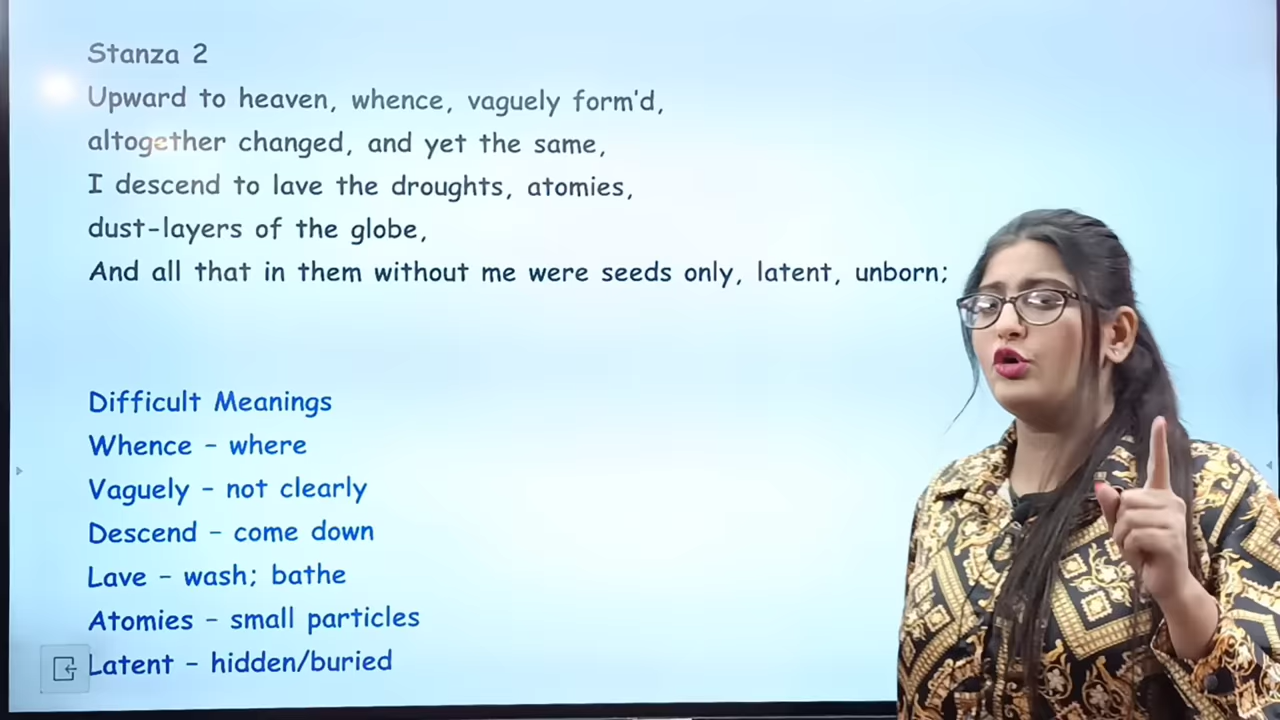 Stanza 2
Upward to heaven, whence, vaguely form'd,
altogether changed, and yet the same,
I descend to lave the droughts, atomies,
dust-layers of the globe,
And all that in them without me were seeds only, latent, unborn;
Difficult Meanings
Whence - where
Vaguely - not clearly
Descend - come down
Lave - wash; bathe
Atomies - small particles
Latent - hidden/buried